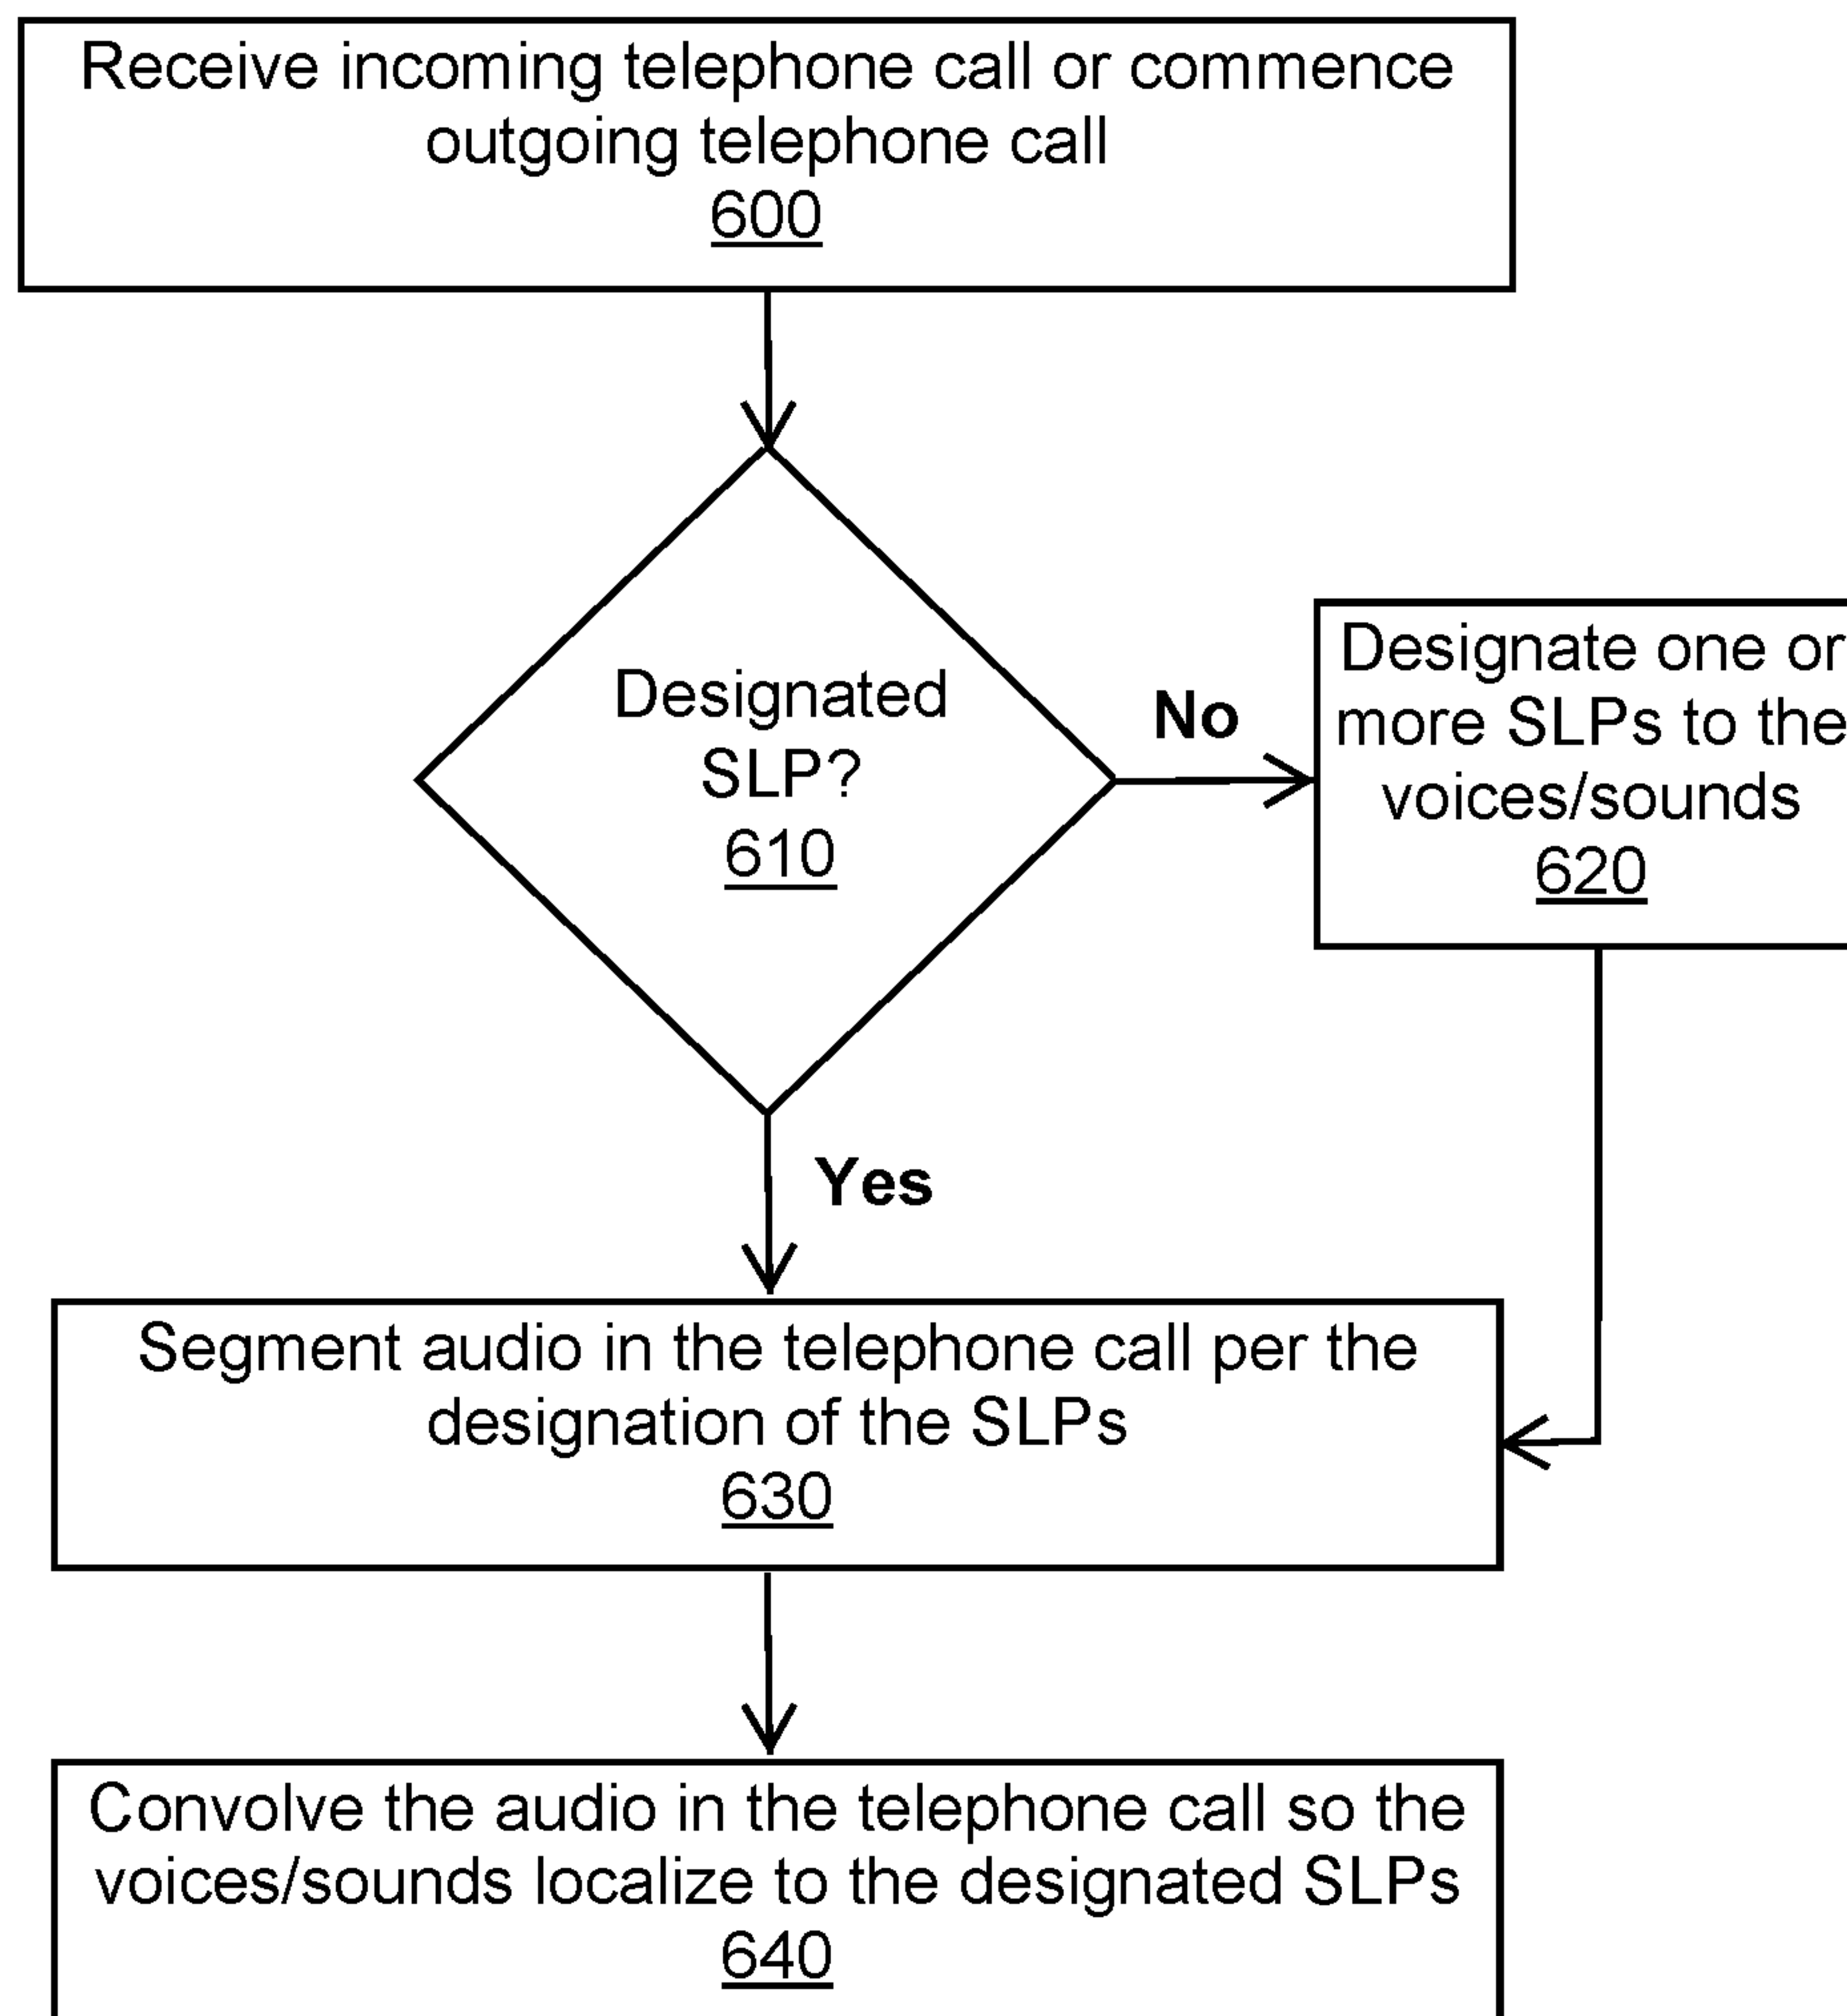 Receive incoming telephone call or commence
outgoing telephone call
600
Designated
SLP?
610
No
Designate one or
more SLPs to the
voices/sounds
620
Yes
Segment audio in the telephone call per the
designation of the SLPs
630
Convolve the audio in the telephone call so the
voices/sounds localize to the designated SLPs
640